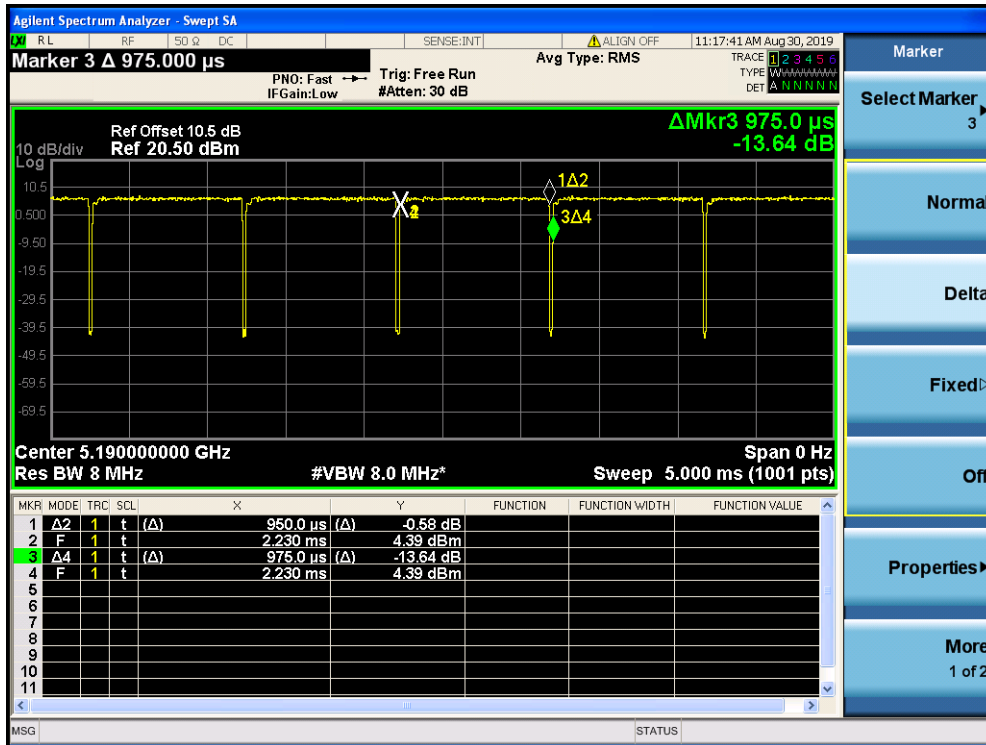 Agilent Spectrum Analyzer - Swept SA
LXI RL RF 50 Ω DC SENSE:INT ALIGN OFF 11:17:41 AM Aug 30, 2019
Marker 3 Δ 975.000 µs
PNO: Fast
IFGain:Low
Trig: Free Run
#Atten: 30 dB
Avg Type: RMS
TRACE 1 2 3 4 5 6
TYPE W
DET A N N N N N
Ref Offset 10.5 dB
Ref 20.50 dBm
10 dB/div
Log
ΔMkr3 975.0 µs
-13.64 dB
10.5
0.500
-9.50
-19.5
-29.5
-39.5
-49.5
-59.5
-69.5
1Δ2
3Δ4
Center 5.190000000 GHz
Span 0 Hz
Res BW 8 MHz
#VBW 8.0 MHz*
Sweep 5.000 ms (1001 pts)
MKR MODE TRC SCL X Y FUNCTION FUNCTION WIDTH FUNCTION VALUE
1 Δ2 1 t (Δ) 950.0 µs (Δ) -0.58 dB
2 F 1 t 2.230 ms 4.39 dBm
3 Δ4 1 t (Δ) 975.0 µs (Δ) -13.64 dB
4 F 1 t 2.230 ms 4.39 dBm
5
6
7
8
9
10
11
MSG
STATUS
Marker
Select Marker
3
Normal
Delta
Fixed
Off
Properties
More
1 of 2